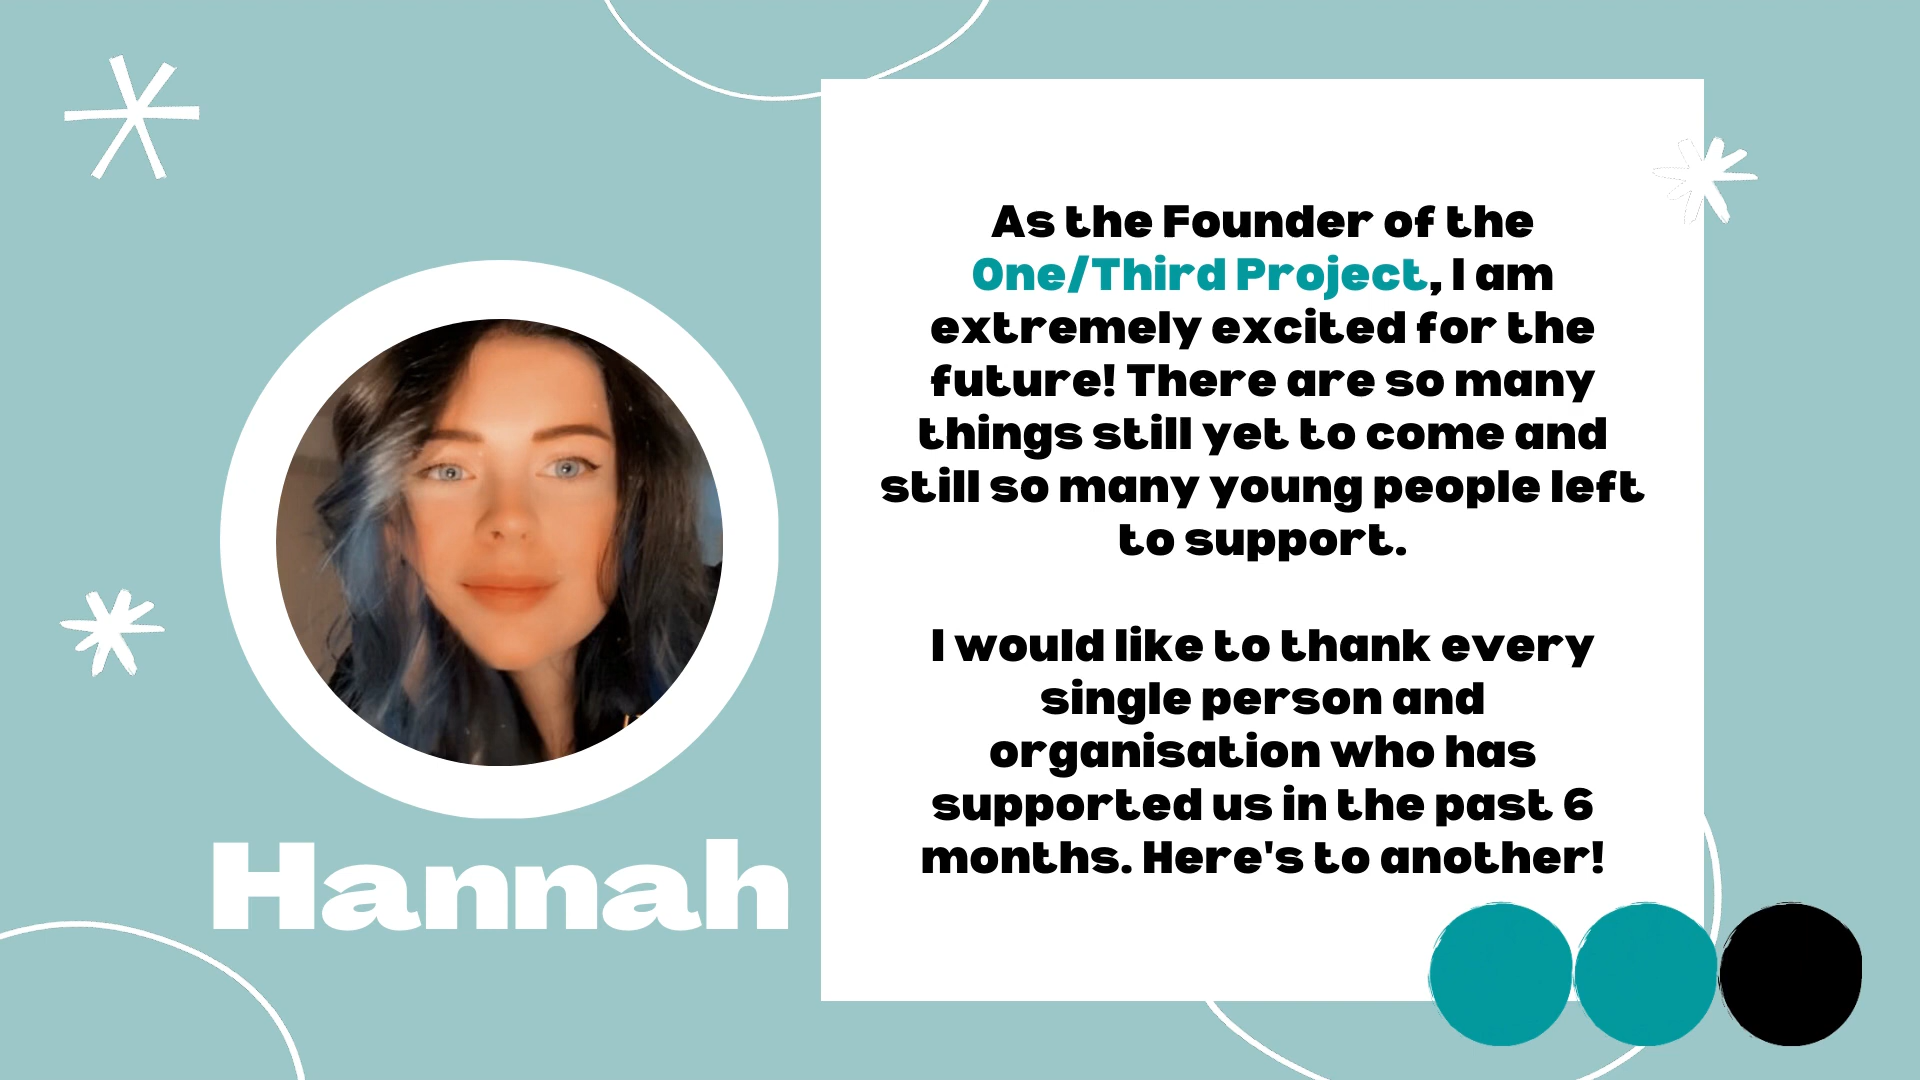 As the Founder of the
One/Third Project, I am
extremely excited for the
future! There are so many
things still yet to come and
still so many young people left
to support.
I would like to thank every
single person and
organisation who has
supported us in the past 6
months. Here's to another!
Hannah